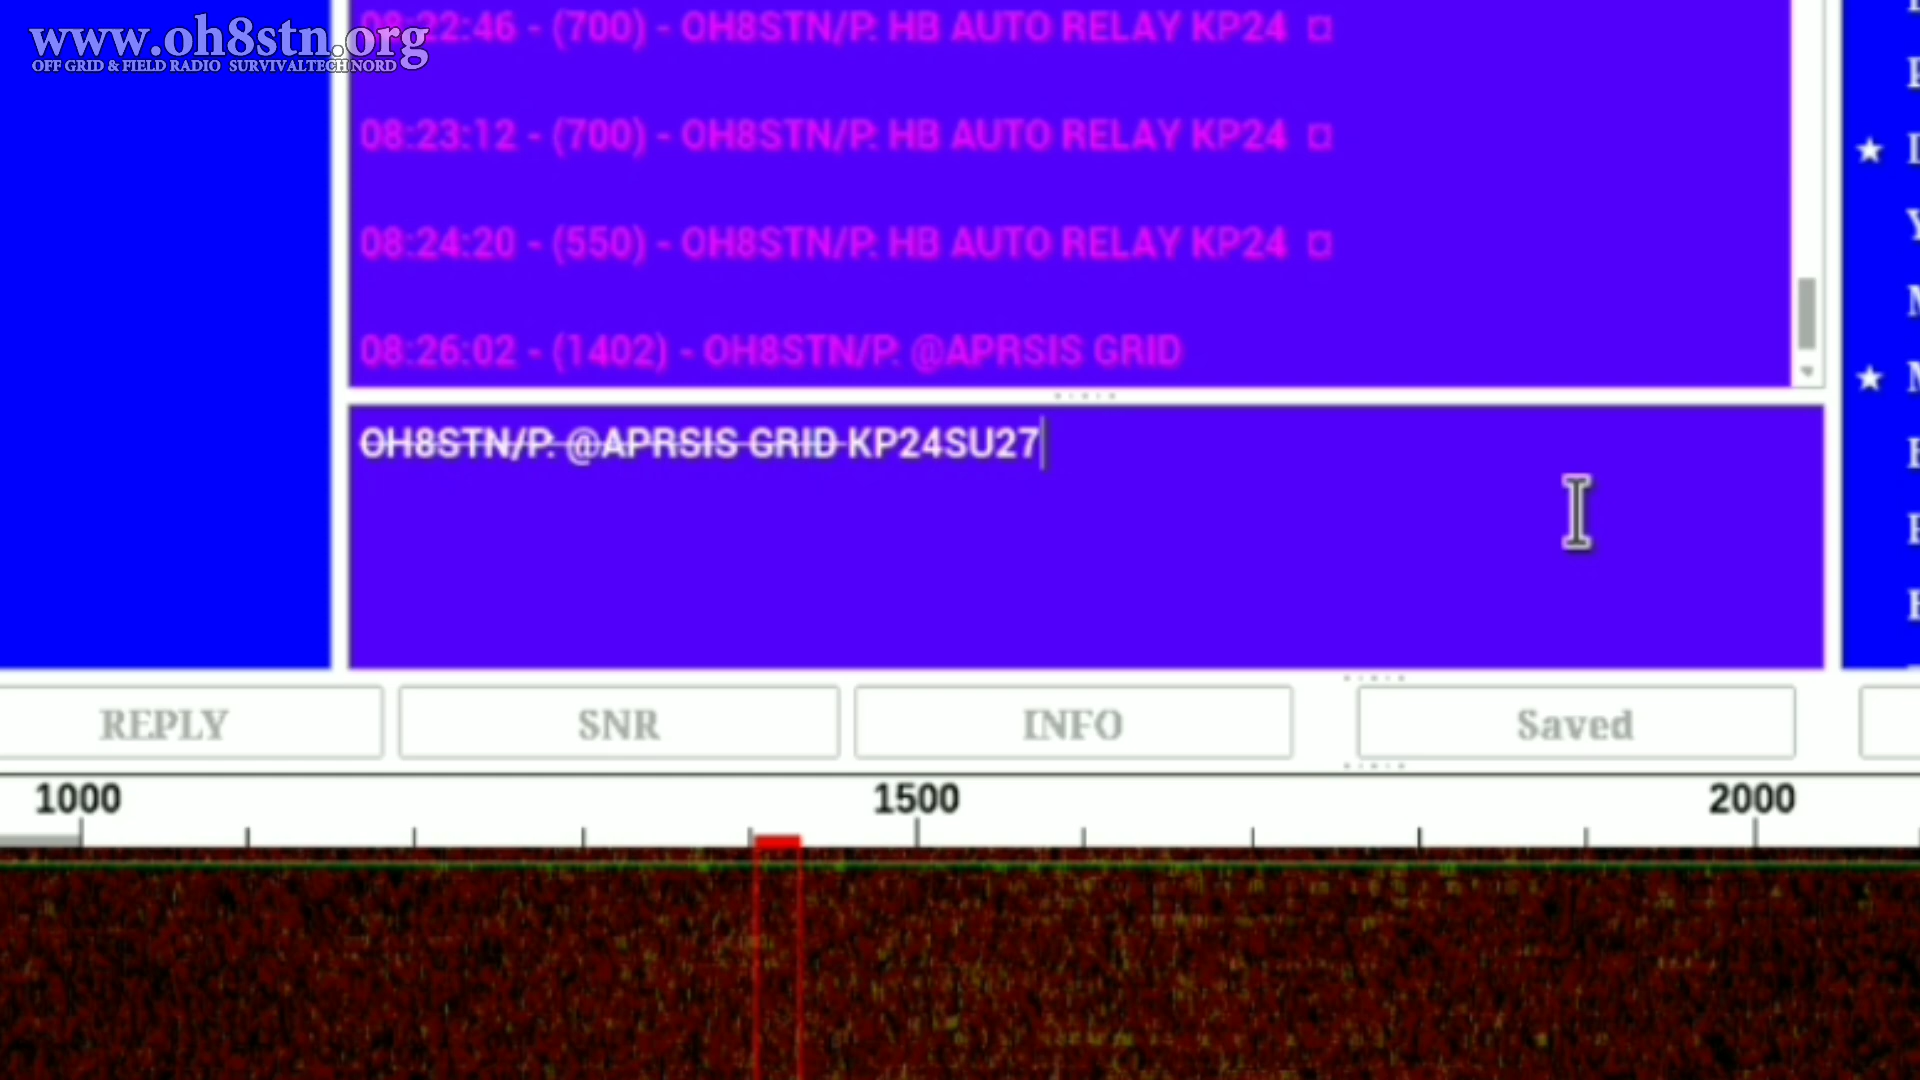 www.oh8stn.org
OFF GRID & FIELD RADIO SURVIVALTECHNORD
08:22:46 - (700) - OH8STN/P: HB AUTO RELAY KP24 ¤
08:23:12 - (700) - OH8STN/P: HB AUTO RELAY KP24 ¤
08:24:20 - (550) - OH8STN/P: HB AUTO RELAY KP24 ¤
08:26:02 - (1402) - OH8STN/P: @APRSIS GRID
OH8STN/P: @APRSIS GRID KP24SU27
REPLY SNR INFO Saved
1000 1500 2000